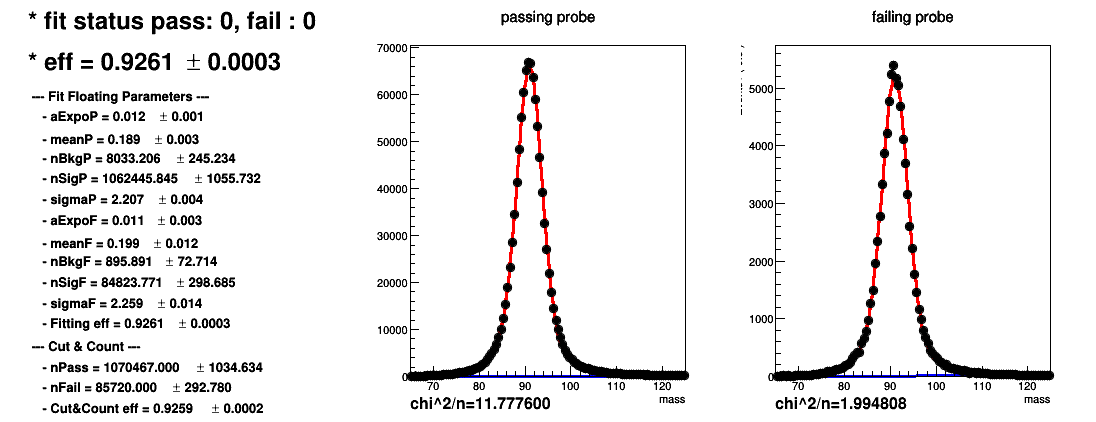 * fit status pass: 0, fail : 0
* eff = 0.9261 ± 0.0003
--- Fit Floating Parameters ---
- aExpoP = 0.012 ± 0.001
- meanP = 0.189 ± 0.003
- nBkgP = 8033.206 ± 245.234
- nSigP = 1062445.845 ± 1055.732
- sigmaP = 2.207 ± 0.004
- aExpoF = 0.011 ± 0.003
- meanF = 0.199 ± 0.012
- nBkgF = 895.891 ± 72.714
- nSigF = 84823.771 ± 298.685
- sigmaF = 2.259 ± 0.014
- Fitting eff = 0.9261 ± 0.0003
--- Cut & Count ---
- nPass = 1070467.000 ± 1034.634
- nFail = 85720.000 ± 292.780
- Cut&Count eff = 0.9259 ± 0.0002
passing probe
70000
60000
50000
40000
30000
20000
10000
0
70 80 90 100 110 120
mass
chi^2/n=11.777600
failing probe
5000
4000
3000
2000
1000
0
70 80 90 100 110 120
mass
chi^2/n=1.994808